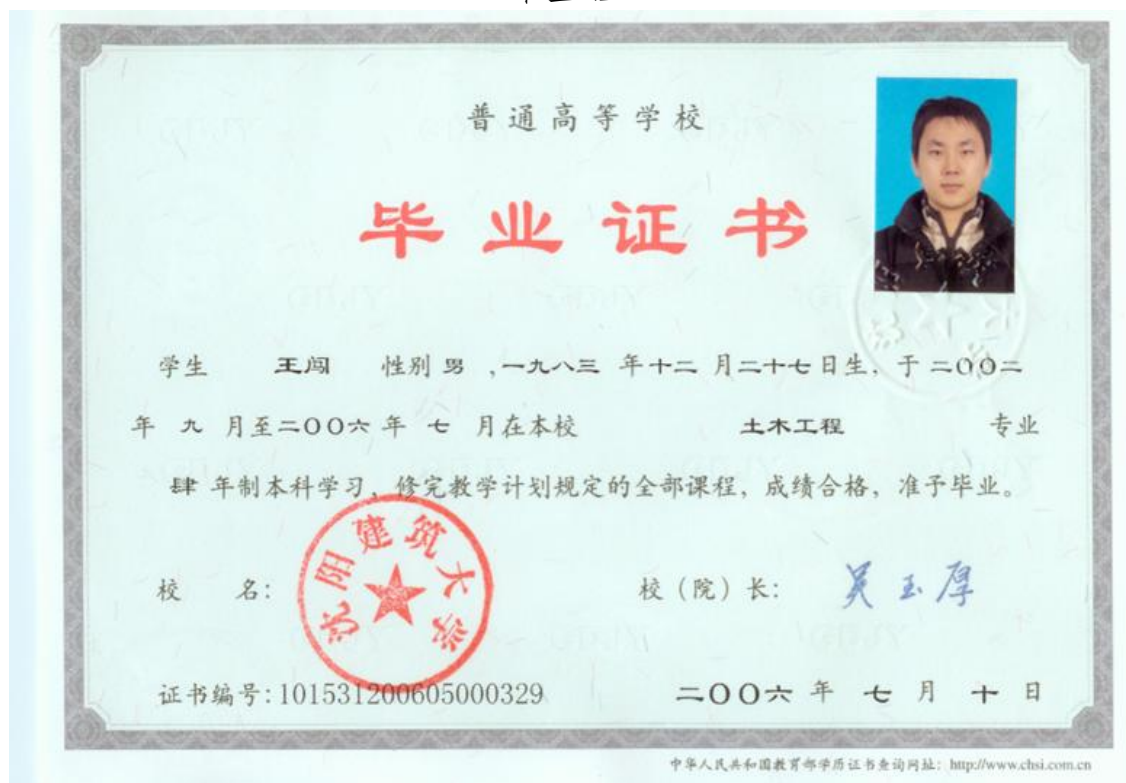 普通高等学校
毕业证书
学生 王闯 性别 男 ,一九八三 年十二 月二十七日生, 于 二〇〇二
年 九 月至二〇〇六 年 七 月在本校 土木工程 专业
肆 年制本科学习、修完教学计划规定的全部课程,成绩合格,准予毕业。
校 名: 沈阳建筑大学 校(院)长: 吴玉厚
证书编号:101531200605000329 二〇〇六 年 七 月 十 日
中华人民共和国教育部学历证书查询网址:http://www.chsi.com.cn